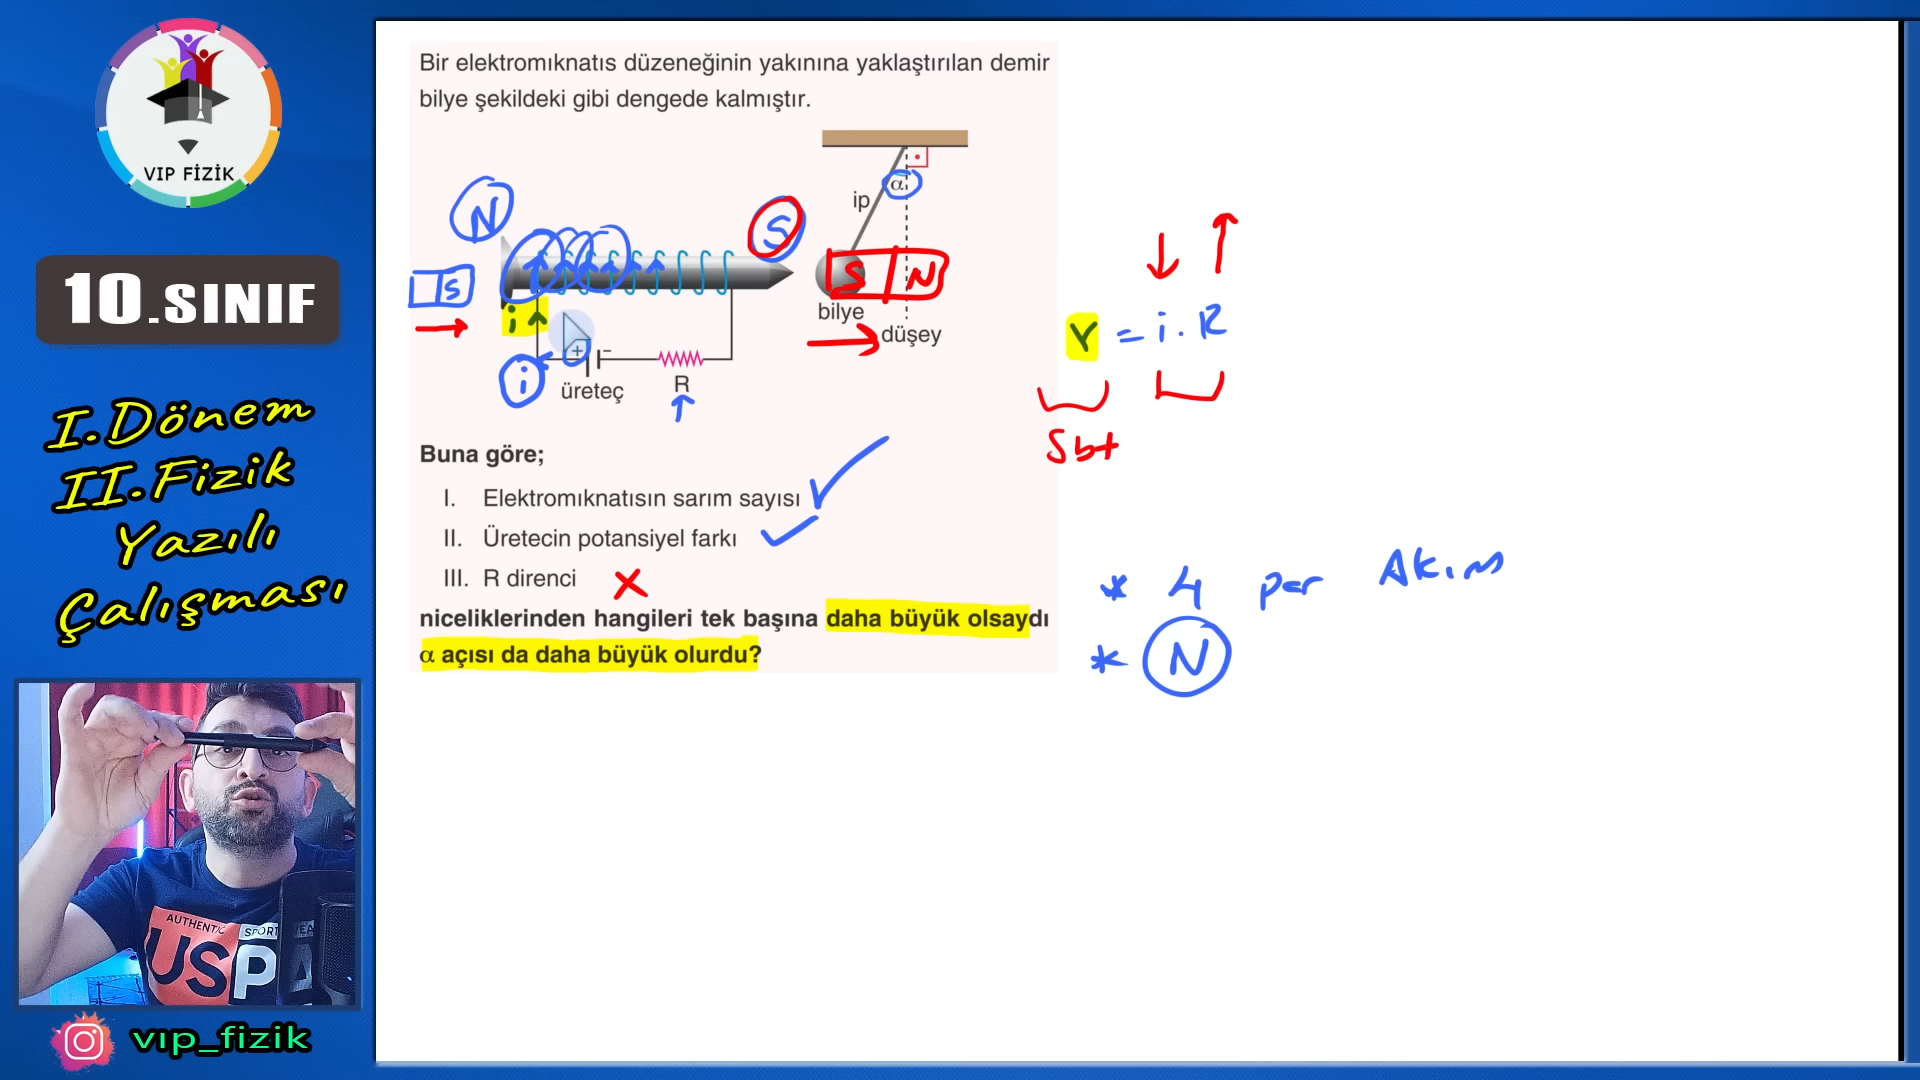 VIP FİZİK
10.SINIF
I.Dönem
II.Fizik
Yazılı
Çalışması
AUTHENTIC SPORT
USPA
vıp_fizik
Bir elektromıknatıs düzeneğinin yakınına yaklaştırılan demir
bilye şekildeki gibi dengede kalmıştır.
α
ip
N
S
S
S N
bilye
düşey
i
+ -
i
üreteç
R
V = i . R
Sbt
Buna göre;
I. Elektromıknatısın sarım sayısı
II. Üretecin potansiyel farkı
III. R direnci
niceliklerinden hangileri tek başına daha büyük olsaydı
α açısı da daha büyük olurdu?
* 4 par Akım
* N